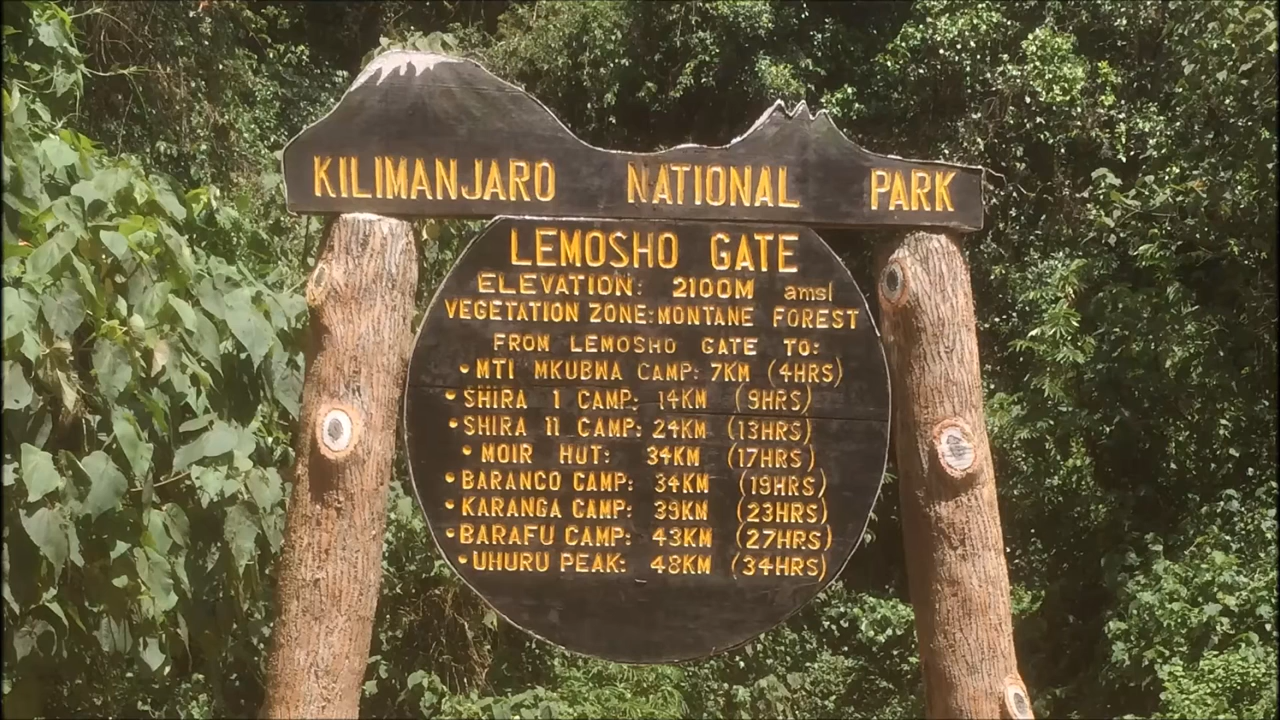 KILIMANJARO NATIONAL PARK
LEMOSHO GATE
ELEVATION: 2100M amsl
VEGETATION ZONE:MONTANE FOREST
FROM LEMOSHO GATE TO:
•MTI MKUBWA CAMP: 7KM (4HRS)
•SHIRA 1 CAMP: 14KM (9HRS)
•SHIRA 11 CAMP: 24KM (13HRS)
•MOIR HUT: 34KM (17HRS)
•BARANCO CAMP: 34KM (19HRS)
•KARANGA CAMP: 39KM (23HRS)
•BARAFU CAMP: 43KM (27HRS)
•UHURU PEAK: 48KM (34HRS)